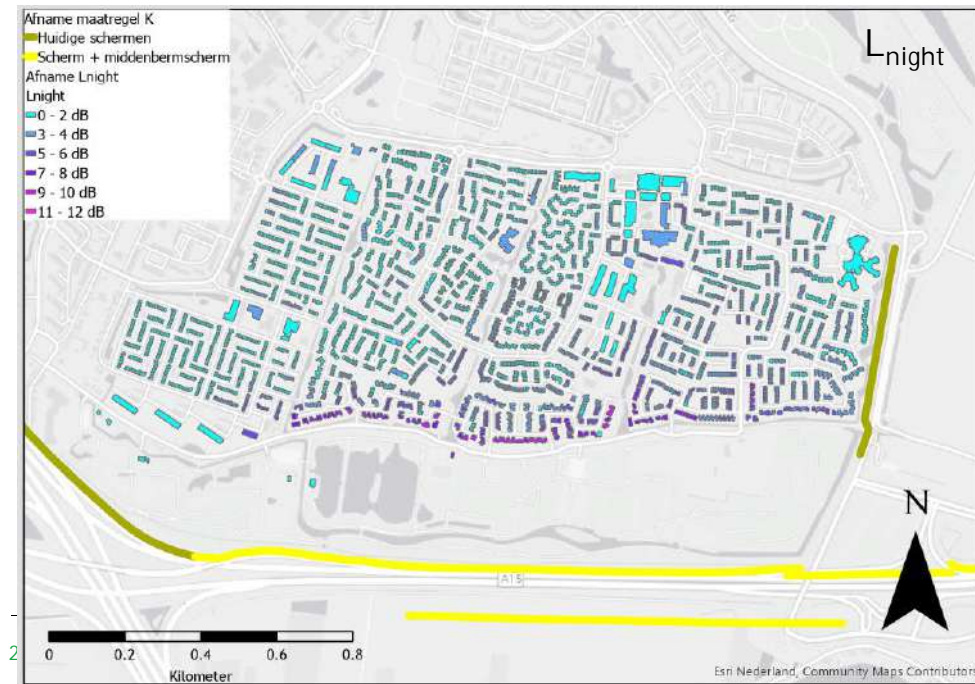 Afname maatregel K
Huidige schermen
Scherm + middenbermscherm
Afname Lnight
Lnight
0 - 2 dB
3 - 4 dB
5 - 6 dB
7 - 8 dB
9 - 10 dB
11 - 12 dB
Lnight
N
A15
2
0 0.2 0.4 0.6 0.8
Kilometer
Esri Nederland, Community Maps Contributors